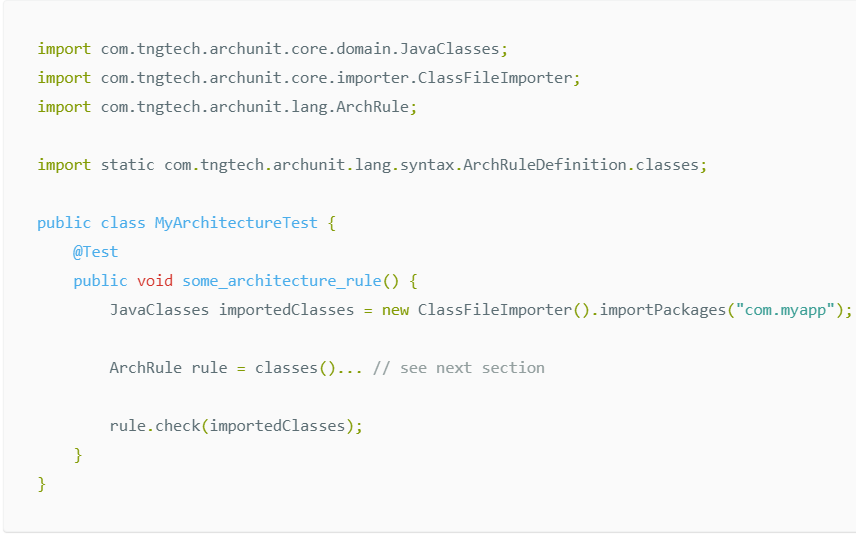 import com.tngtech.archunit.core.domain.JavaClasses;
import com.tngtech.archunit.core.importer.ClassFileImporter;
import com.tngtech.archunit.lang.ArchRule;
import static com.tngtech.archunit.lang.syntax.ArchRuleDefinition.classes;
public class MyArchitectureTest {
    @Test
    public void some_architecture_rule() {
        JavaClasses importedClasses = new ClassFileImporter().importPackages("com.myapp");
        ArchRule rule = classes()... // see next section
        rule.check(importedClasses);
    }
}